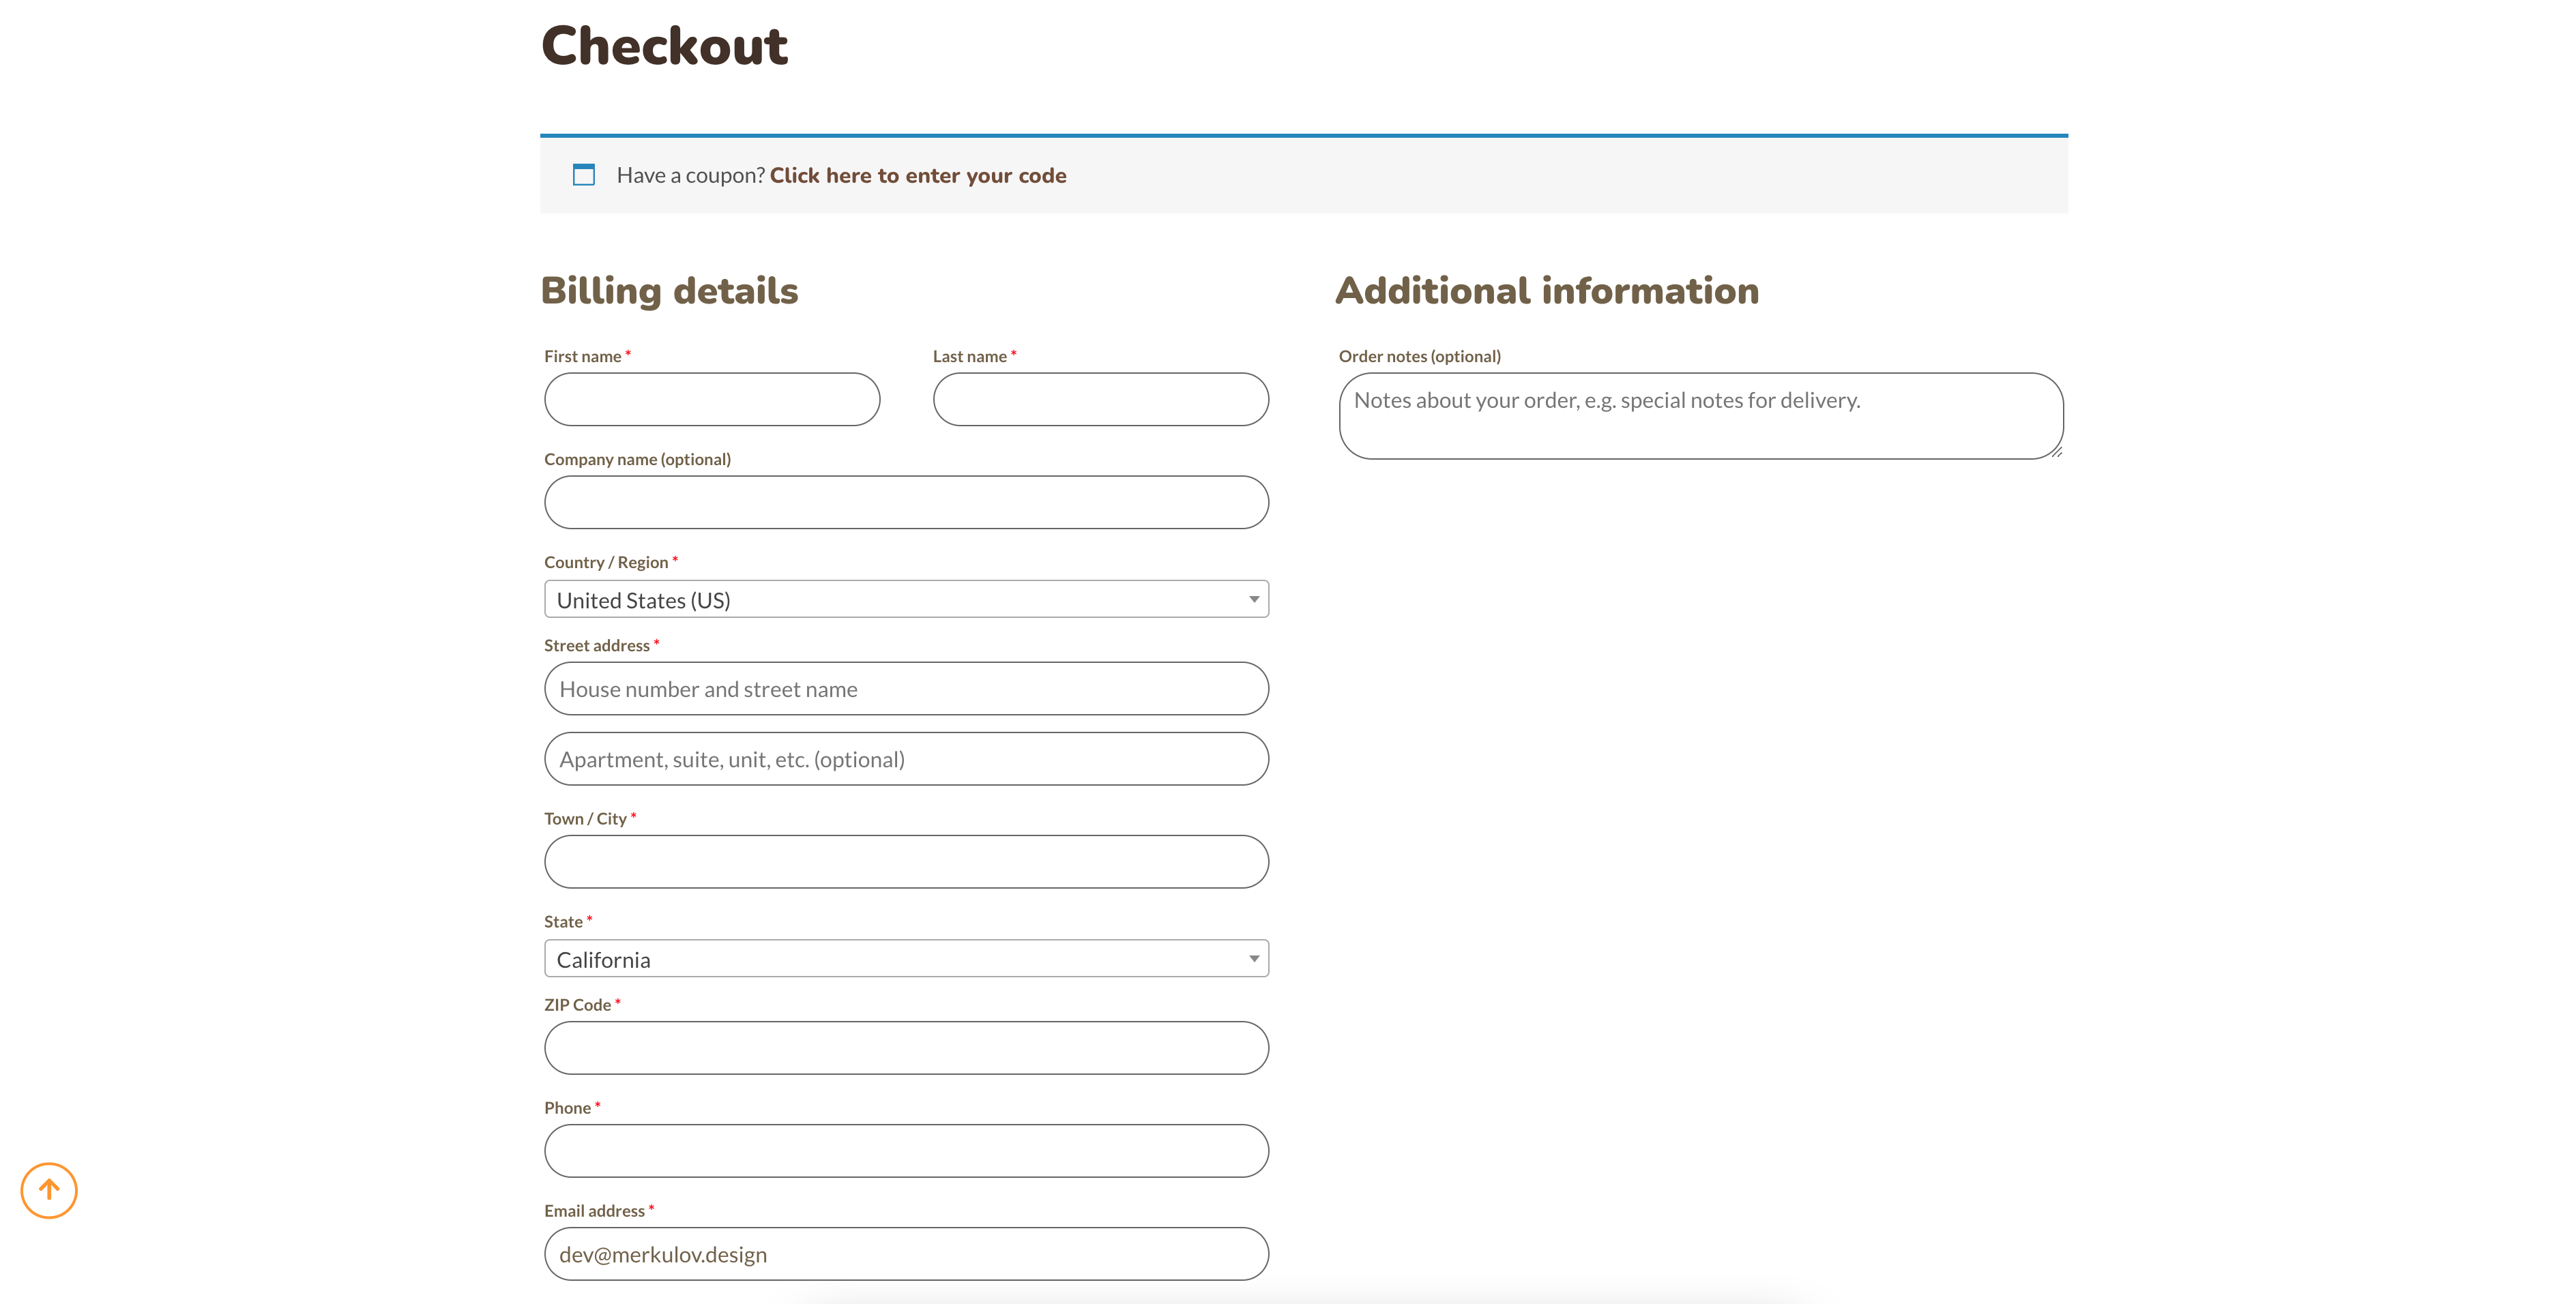 Checkout
Have a coupon? Click here to enter your code
Billing details
First name *
Last name *
Company name (optional)
Country / Region *
United States (US)
Street address *
House number and street name
Apartment, suite, unit, etc. (optional)
Town / City *
State *
California
ZIP Code *
Phone *
Email address *
dev@merkulov.design
Additional information
Order notes (optional)
Notes about your order, e.g. special notes for delivery.